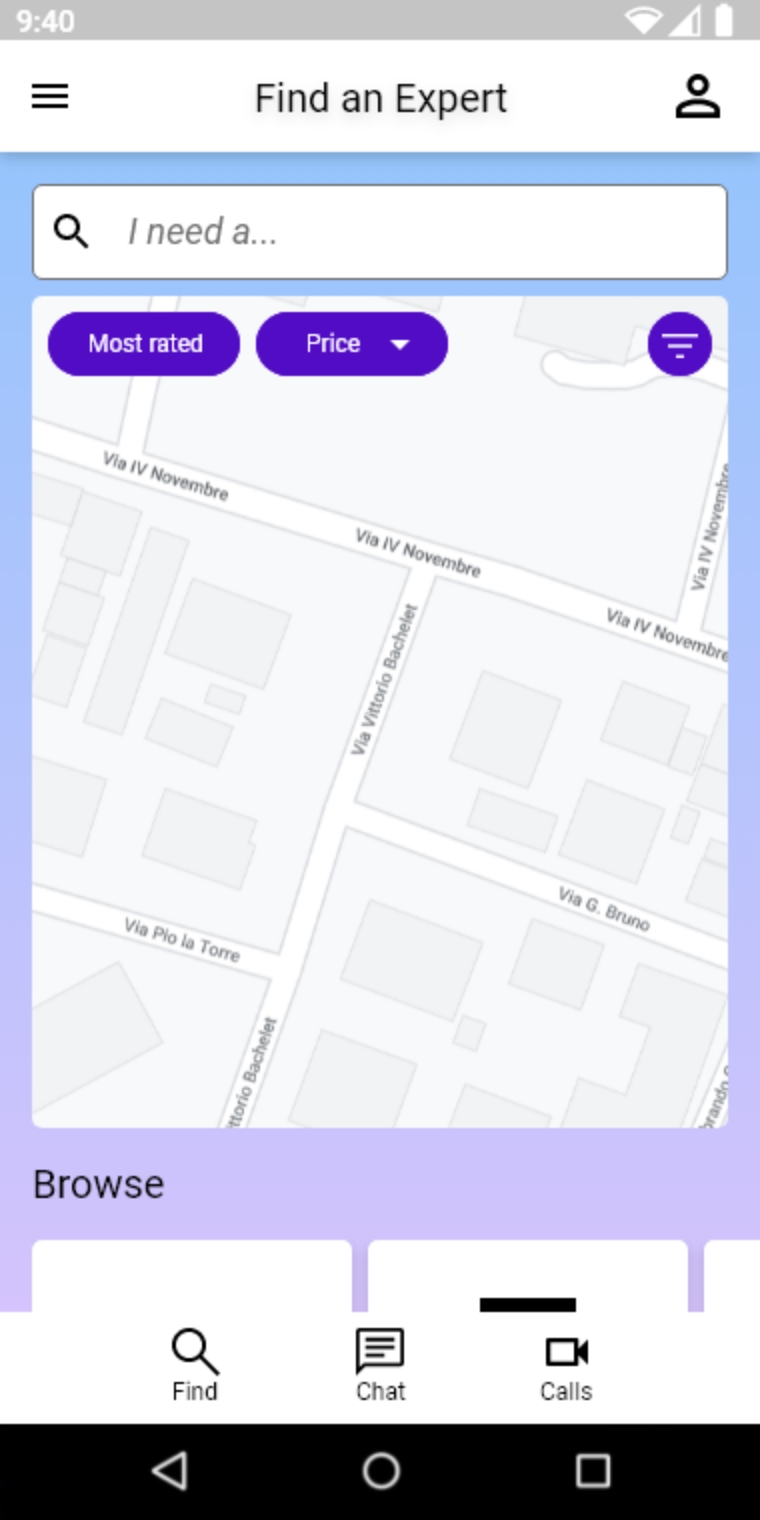 9:40
Find an Expert
I need a...
Most rated
Price
Via IV Novembre
Via IV Novembre
Via IV Novembre
Via IV Novembre
Via Vittorio Bachelet
Via G. Bruno
Via Pio la Torre
ttorio Bachelet
Browse
Find
Chat
Calls